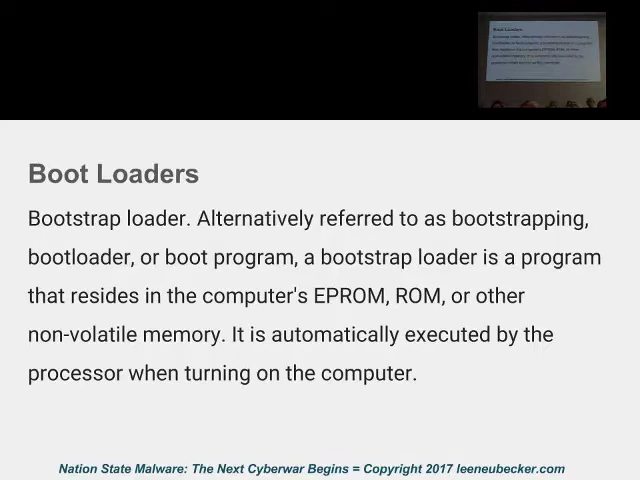 Boot Loaders
Boot Loaders
Bootstrap loader. Alternatively referred to as bootstrapping,
bootloader, or boot program, a bootstrap loader is a program
that resides in the computer's EPROM, ROM, or other
non-volatile memory. It is automatically executed by the
processor when turning on the computer.
Nation State Malware: The Next Cyberwar Begins = Copyright 2017 leeneubecker.com